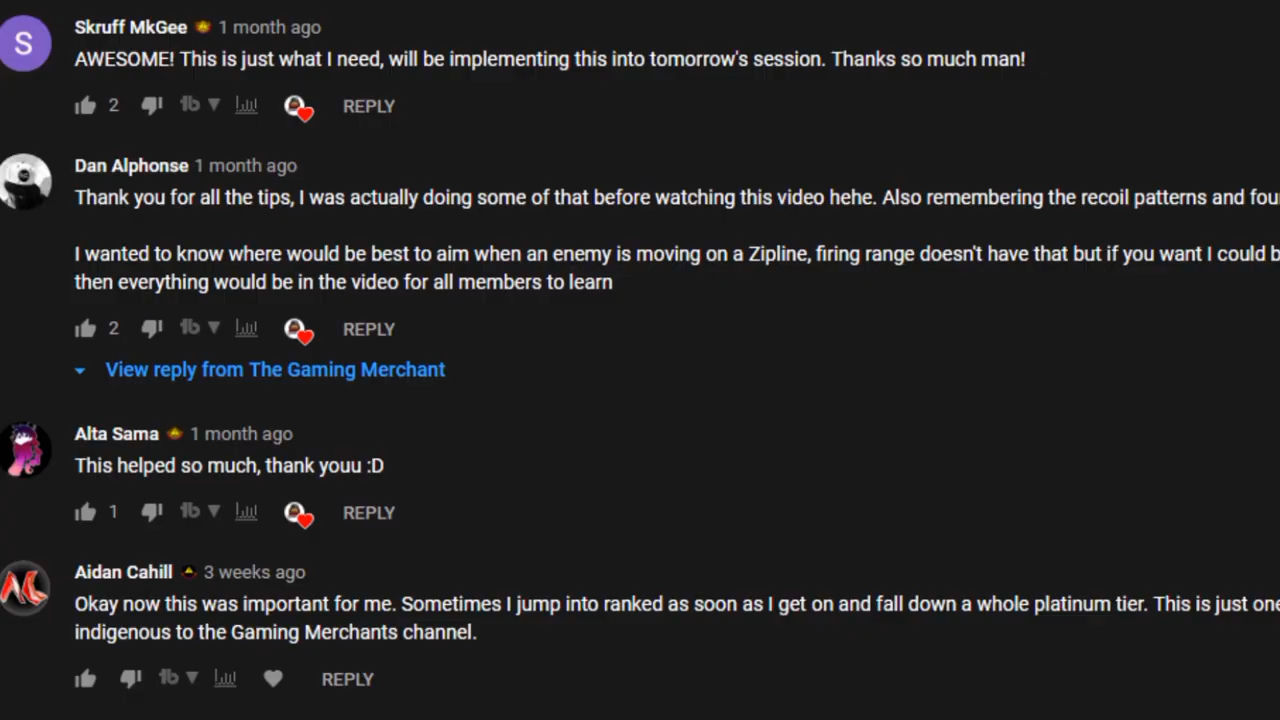 S
Skruff MkGee 1 month ago
AWESOME! This is just what I need, will be implementing this into tomorrow's session. Thanks so much man!
2 REPLY
Dan Alphonse 1 month ago
Thank you for all the tips, I was actually doing some of that before watching this video hehe. Also remembering the recoil patterns and
I wanted to know where would be best to aim when an enemy is moving on a Zipline, firing range doesn't have that but if you want I could
then everything would be in the video for all members to learn
2 REPLY
View reply from The Gaming Merchant
Alta Sama 1 month ago
This helped so much, thank youu :D
1 REPLY
Aidan Cahill 3 weeks ago
Okay now this was important for me. Sometimes I jump into ranked as soon as I get on and fall down a whole platinum tier. This is just one
indigenous to the Gaming Merchants channel.
REPLY